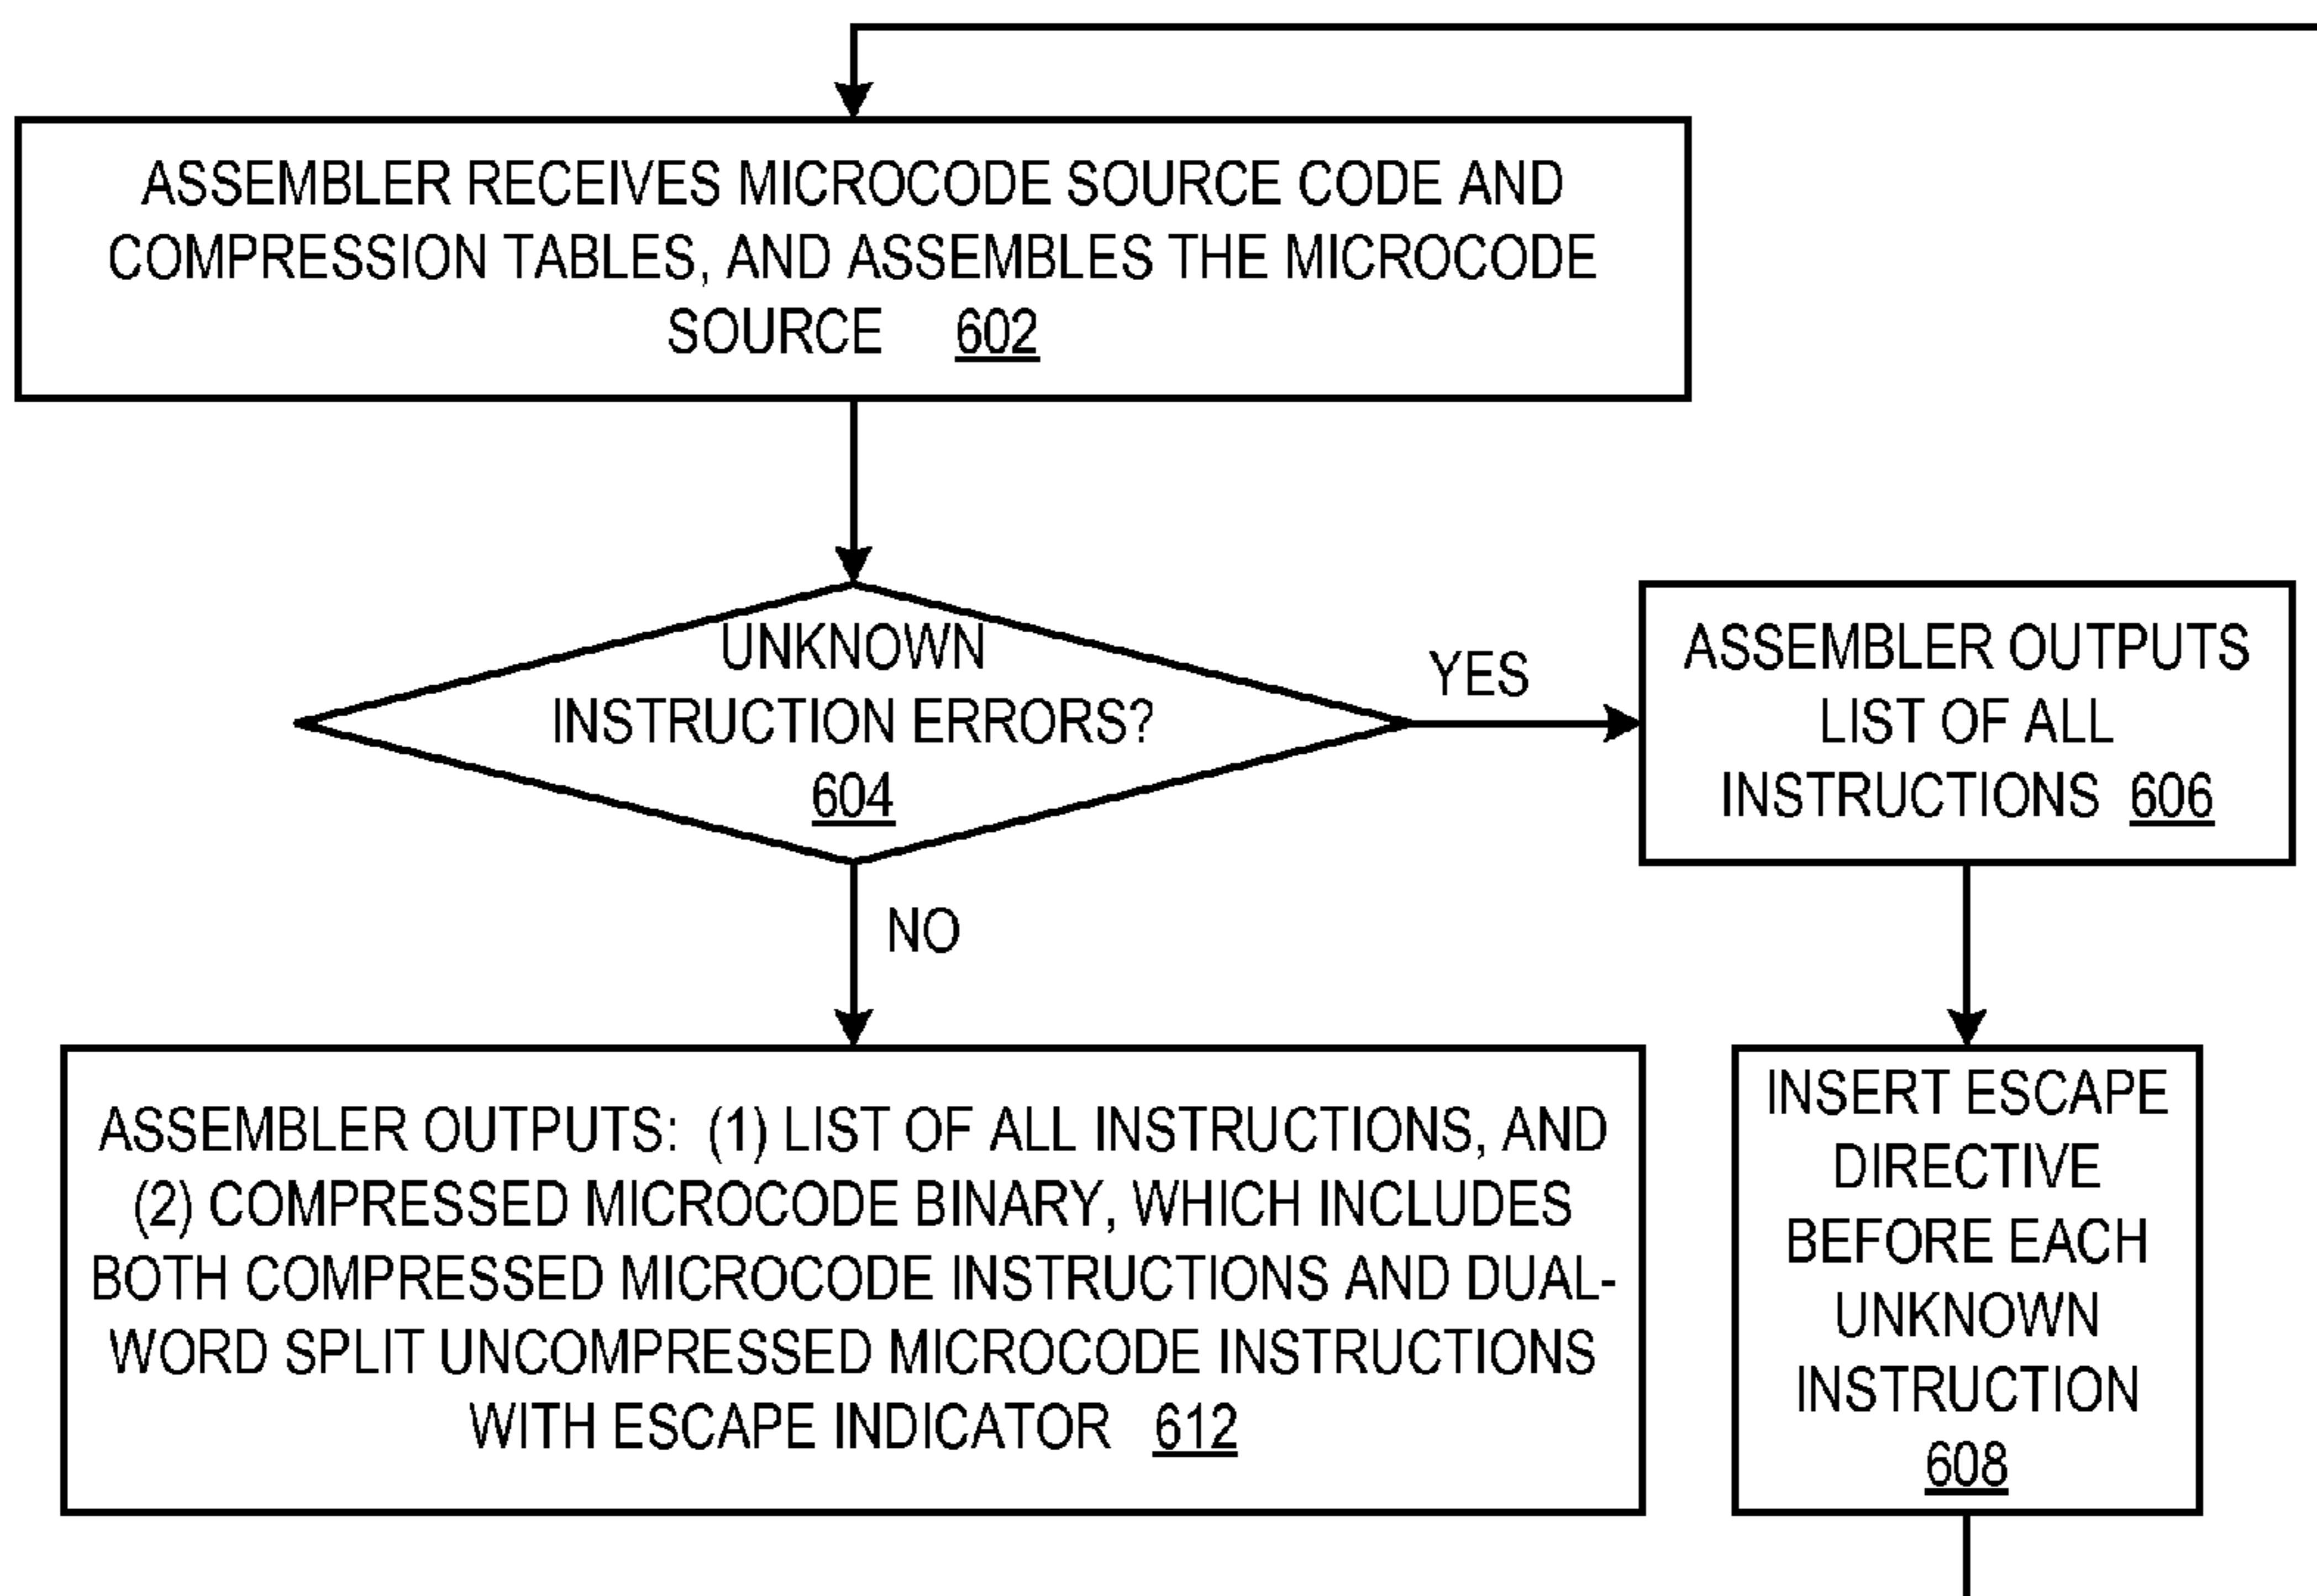 ASSEMBLER RECEIVES MICROCODE SOURCE CODE AND
COMPRESSION TABLES, AND ASSEMBLES THE MICROCODE
SOURCE 602
UNKNOWN
INSTRUCTION ERRORS?
604
YES
ASSEMBLER OUTPUTS
LIST OF ALL
INSTRUCTIONS 606
NO
ASSEMBLER OUTPUTS: (1) LIST OF ALL INSTRUCTIONS, AND
(2) COMPRESSED MICROCODE BINARY, WHICH INCLUDES
BOTH COMPRESSED MICROCODE INSTRUCTIONS AND DUAL-
WORD SPLIT UNCOMPRESSED MICROCODE INSTRUCTIONS
WITH ESCAPE INDICATOR 612
INSERT ESCAPE
DIRECTIVE
BEFORE EACH
UNKNOWN
INSTRUCTION
608